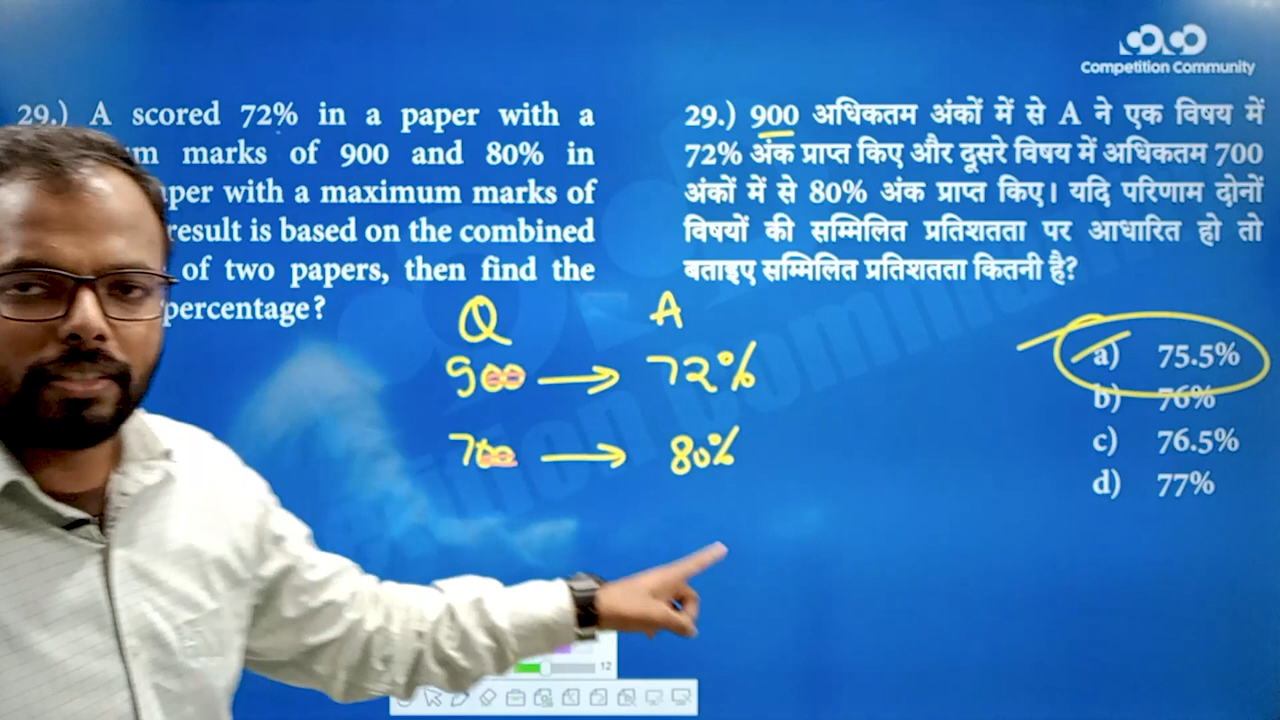 Competition Community
29.) A scored 72% in a paper with a
marks of 900 and 80% in
with a maximum marks of
result is based on the combined
of two papers, then find the
percentage?
29.) 900 अधिकतम अंकों में से A ने एक विषय में
72% अंक प्राप्त किए और दूसरे विषय में अधिकतम 700
अंकों में से 80% अंक प्राप्त किए। यदि परिणाम दोनों
विषयों की सम्मिलित प्रतिशतता पर आधारित हो तो
बताइए सम्मिलित प्रतिशतता कितनी है?
Q A
900 → 72%
700 → 80%
a) 75.5%
b) 76%
c) 76.5%
d) 77%
12